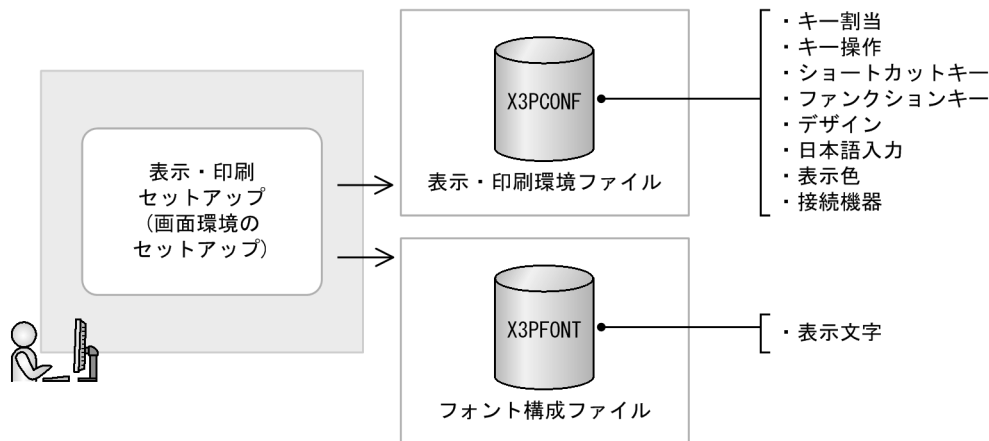 表示・印刷
セットアップ
(画面環境の
セットアップ)
X3PCONF
表示・印刷環境ファイル
・キー割当
・キー操作
・ショートカットキー
・ファンクションキー
・デザイン
・日本語入力
・表示色
・接続機器
X3PFONT
フォント構成ファイル
・表示文字